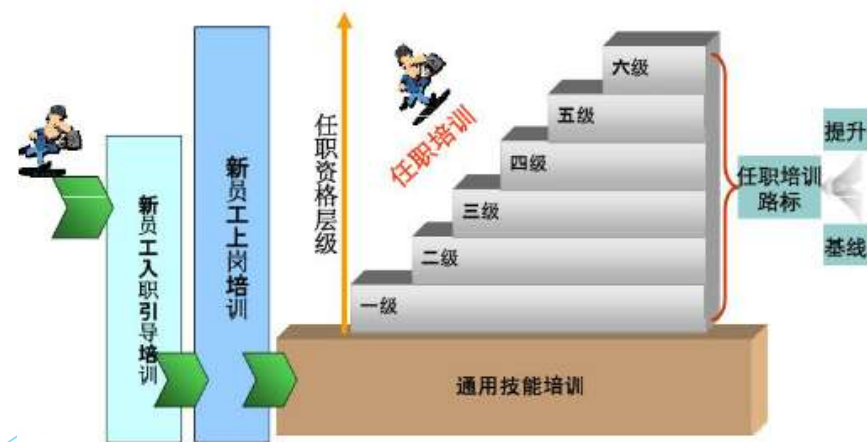 新员工入职引导培训
新员工上岗培训
任职资格层级
任职培训
六级
五级
四级
三级
二级
一级
通用技能培训
任职培训
路标
提升
基线